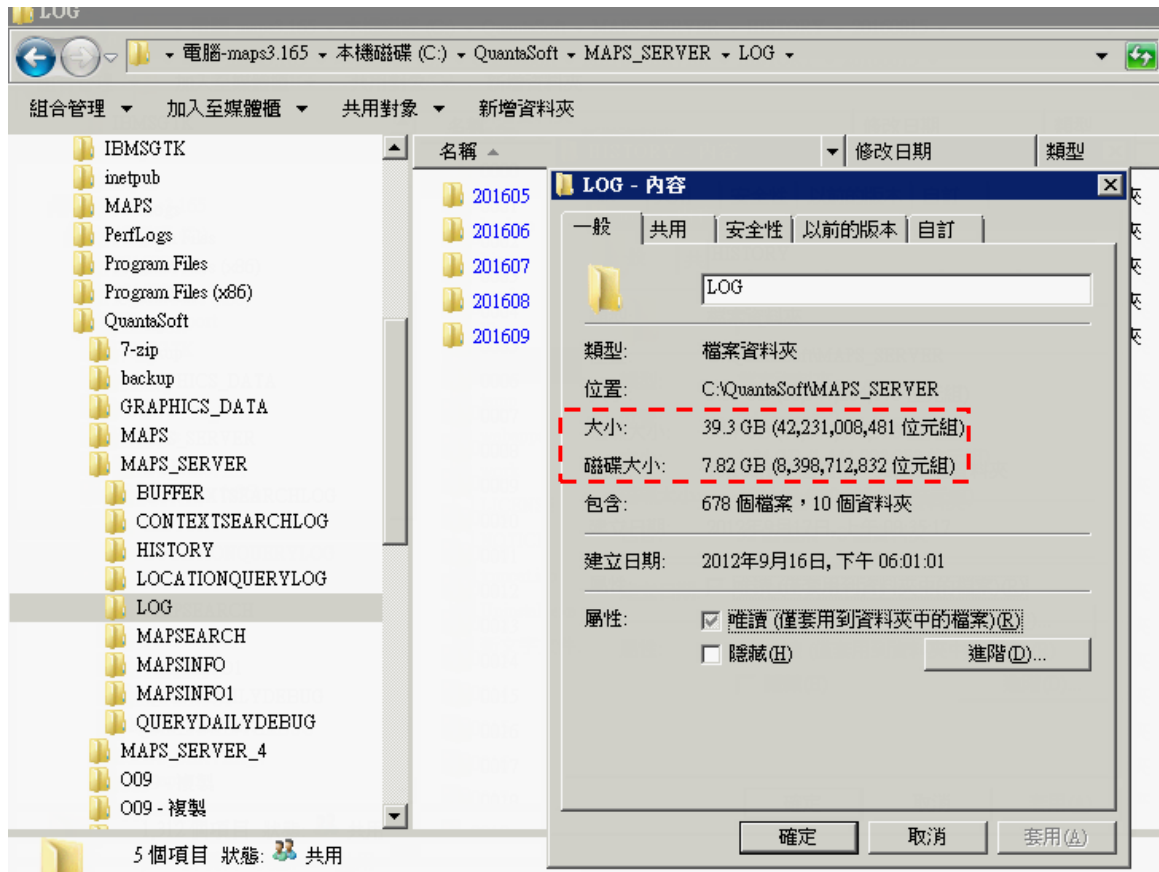 LOG
電腦-maps3.165 本機磁碟 (C:) QuantaSoft MAPS_SERVER LOG
組合管理 加入至媒體櫃 共用對象 新增資料夾
IBMSGTK
inetpub
MAPS
PerfLogs
Program Files
Program Files (x86)
QuantaSoft
7-zip
backup
GRAPHICS_DATA
MAPS
MAPS_SERVER
BUFFER
CONTEXTSEARCHLOG
HISTORY
LOCATIONQUERYLOG
LOG
MAPSEARCH
MAPSINFO
MAPSINFO1
QUERYDAILYDEBUG
MAPS_SERVER_4
O09
O09 - 複製
名稱 修改日期 類型
201605
201606
201607
201608
201609
LOG - 內容
一般 共用 安全性 以前的版本 自訂
LOG
類型: 檔案資料夾
位置: C:\QuantaSoft\MAPS_SERVER
大小: 39.3 GB (42,231,008,481 位元組)
磁碟大小: 7.82 GB (8,398,712,832 位元組)
包含: 678 個檔案，10 個資料夾
建立日期: 2012年9月16日, 下午 06:01:01
屬性: 唯讀 (僅套用到資料夾中的檔案)(R)
隱藏(H) 進階(D)...
確定 取消 套用(A)
5 個項目 狀態: 共用